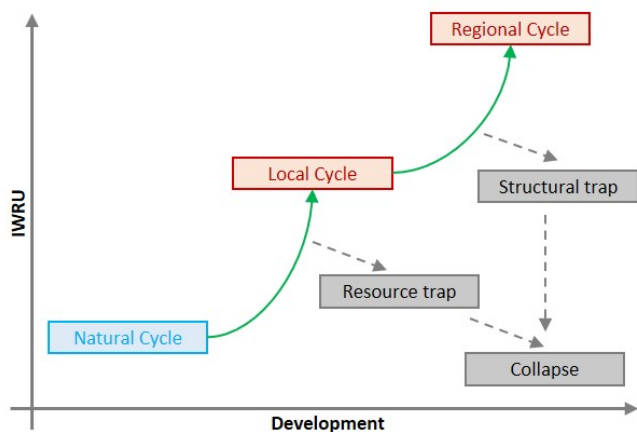 Regional Cycle
Local Cycle
Structural trap
IWRU
Resource trap
Natural Cycle
Collapse
Development